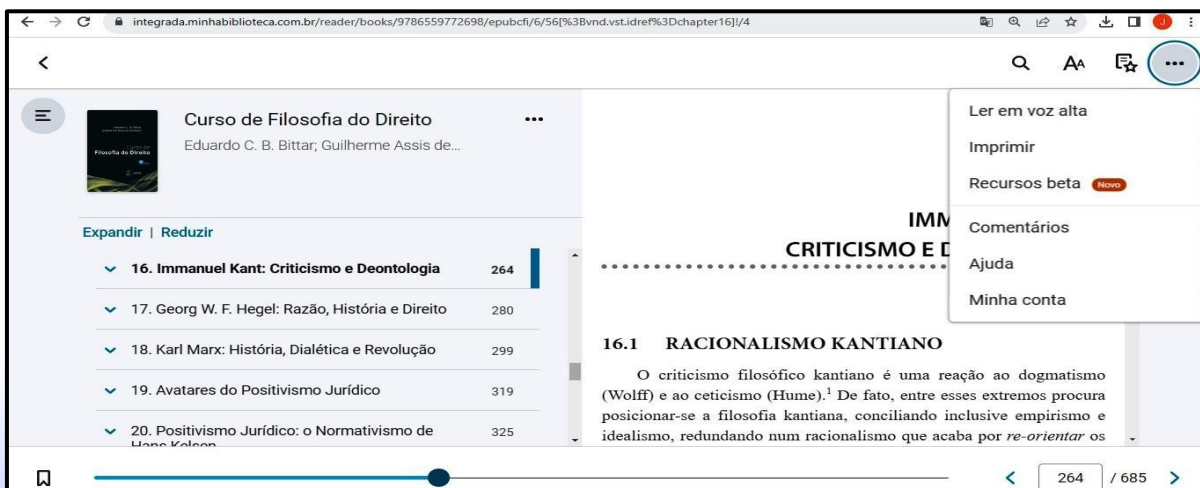 integrada.minhabiblioteca.com.br/reader/books/9786559772698/epubcfi/6/56[%3Bvnd.vst.idref%3Dchapter16]!/4
J
Curso de Filosofia do Direito
Eduardo C. B. Bittar; Guilherme Assis de...
Filosofia do Direito
Expandir | Reduzir
16. Immanuel Kant: Criticismo e Deontologia 264
17. Georg W. F. Hegel: Razão, História e Direito 280
18. Karl Marx: História, Dialética e Revolução 299
19. Avatares do Positivismo Jurídico 319
20. Positivismo Jurídico: o Normativismo de 325
Hans Kelsen
AA
Ler em voz alta
Imprimir
Recursos beta Novo
Comentários
Ajuda
Minha conta
IMM
CRITICISMO E D
16.1 RACIONALISMO KANTIANO
O criticismo filosófico kantiano é uma reação ao dogmatismo
(Wolff) e ao ceticismo (Hume).1 De fato, entre esses extremos procura
posicionar-se a filosofia kantiana, conciliando inclusive empirismo e
idealismo, redundando num racionalismo que acaba por re-orientar os
264 / 685